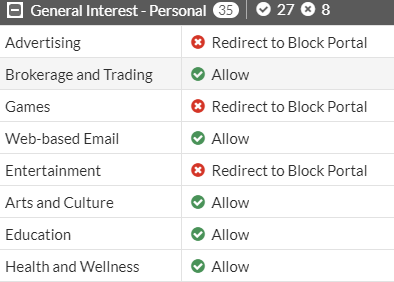 General Interest - Personal 35 27 8
Advertising Redirect to Block Portal
Brokerage and Trading Allow
Games Redirect to Block Portal
Web-based Email Allow
Entertainment Redirect to Block Portal
Arts and Culture Allow
Education Allow
Health and Wellness Allow